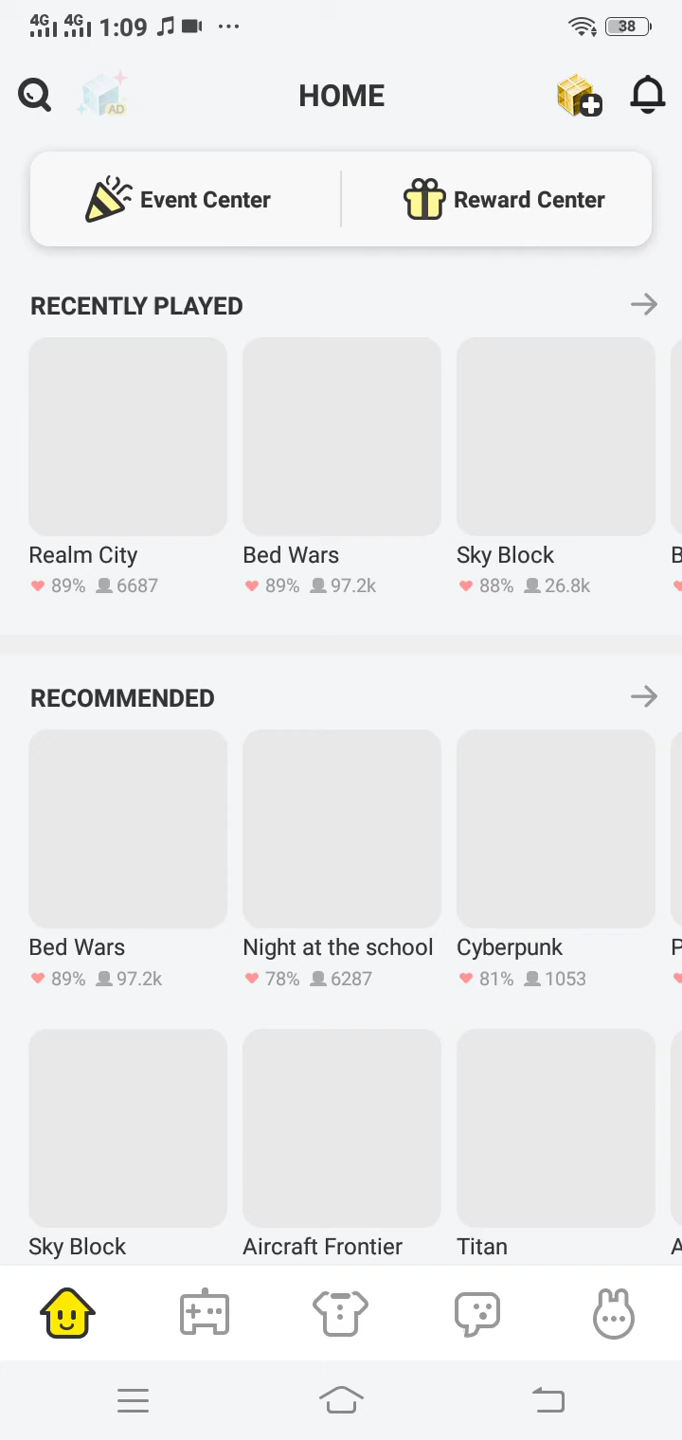 4G 4G 1:09 ... 38
AD HOME
Event Center Reward Center
RECENTLY PLAYED
Realm City Bed Wars Sky Block B
89% 6687 89% 97.2k 88% 26.8k
RECOMMENDED
Bed Wars Night at the school Cyberpunk P
89% 97.2k 78% 6287 81% 1053
Sky Block Aircraft Frontier Titan A